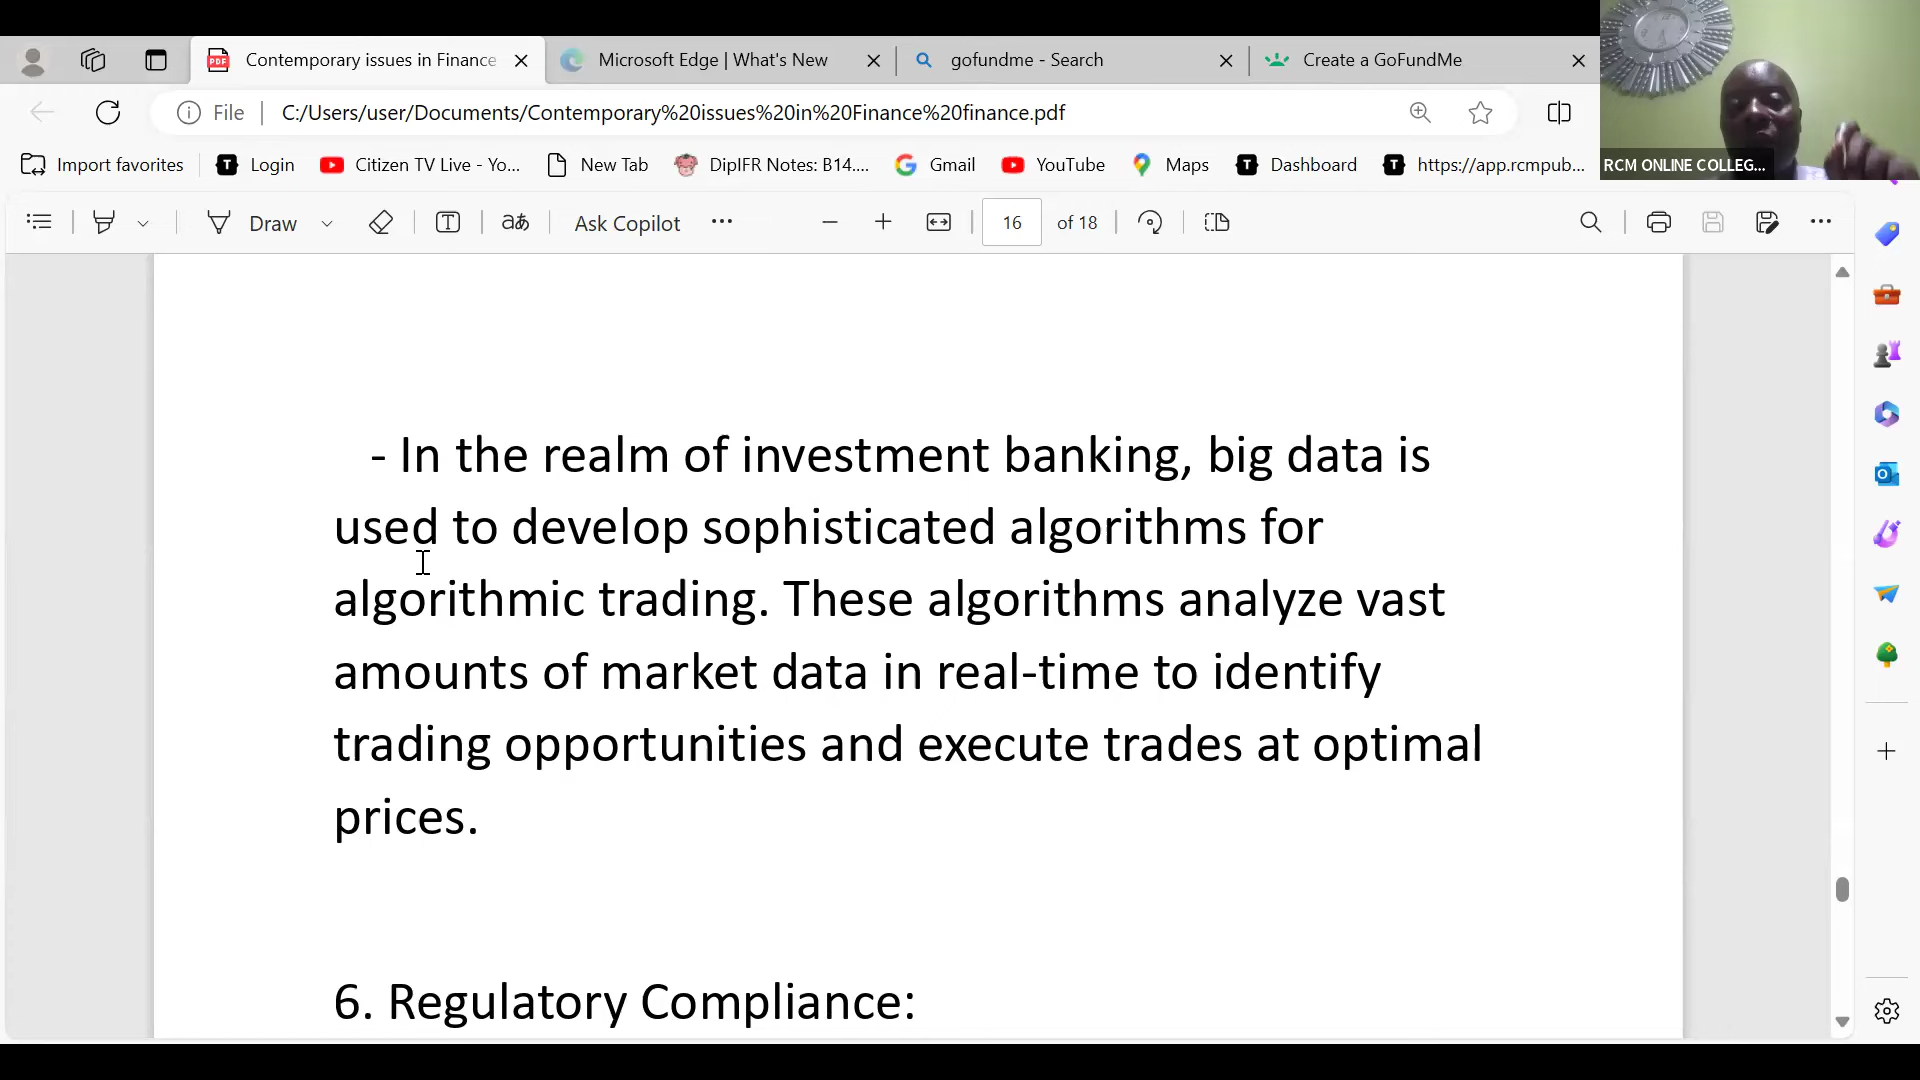 Contemporary issues in Finance
Microsoft Edge | What's New
gofundme - Search
Create a GoFundMe
File
C:/Users/user/Documents/Contemporary%20issues%20in%20Finance%20finance.pdf
Import favorites
Login
Citizen TV Live - Yo...
New Tab
DipIFR Notes: B14....
Gmail
YouTube
Maps
Dashboard
https://app.rcmpub...
RCM ONLINE COLLEG...
Draw
Ask Copilot
16 of 18
- In the realm of investment banking, big data is
used to develop sophisticated algorithms for
algorithmic trading. These algorithms analyze vast
amounts of market data in real-time to identify
trading opportunities and execute trades at optimal
prices.
6. Regulatory Compliance: